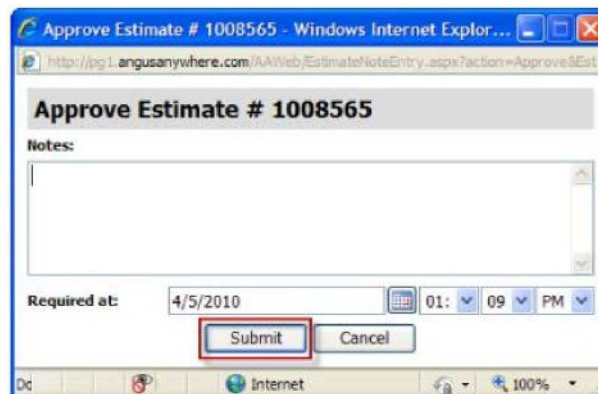 Approve Estimate # 1008565 - Windows Internet Explor...
http://pg1.angusanywhere.com/AAWeb/EstimateNoteEntry.aspx?action=Approve&Est
Approve Estimate # 1008565
Notes:
Required at: 4/5/2010 01: 09 PM
Submit Cancel
Internet 100%